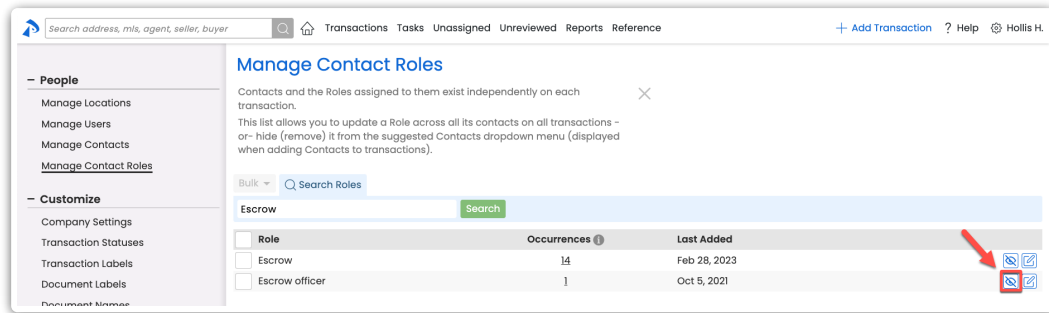 Search address, mls, agent, seller, buyer
Transactions Tasks Unassigned Unreviewed Reports Reference
+ Add Transaction ? Help Hollis H.
− People
Manage Locations
Manage Users
Manage Contacts
Manage Contact Roles
− Customize
Company Settings
Transaction Statuses
Transaction Labels
Document Labels
Document Names
Manage Contact Roles
Contacts and the Roles assigned to them exist independently on each
transaction.
This list allows you to update a Role across all its contacts on all transactions -
or- hide (remove) it from the suggested Contacts dropdown menu (displayed
when adding Contacts to transactions).
Bulk Search Roles
Escrow Search
Role Occurrences Last Added
Escrow 14 Feb 28, 2023
Escrow officer 1 Oct 5, 2021